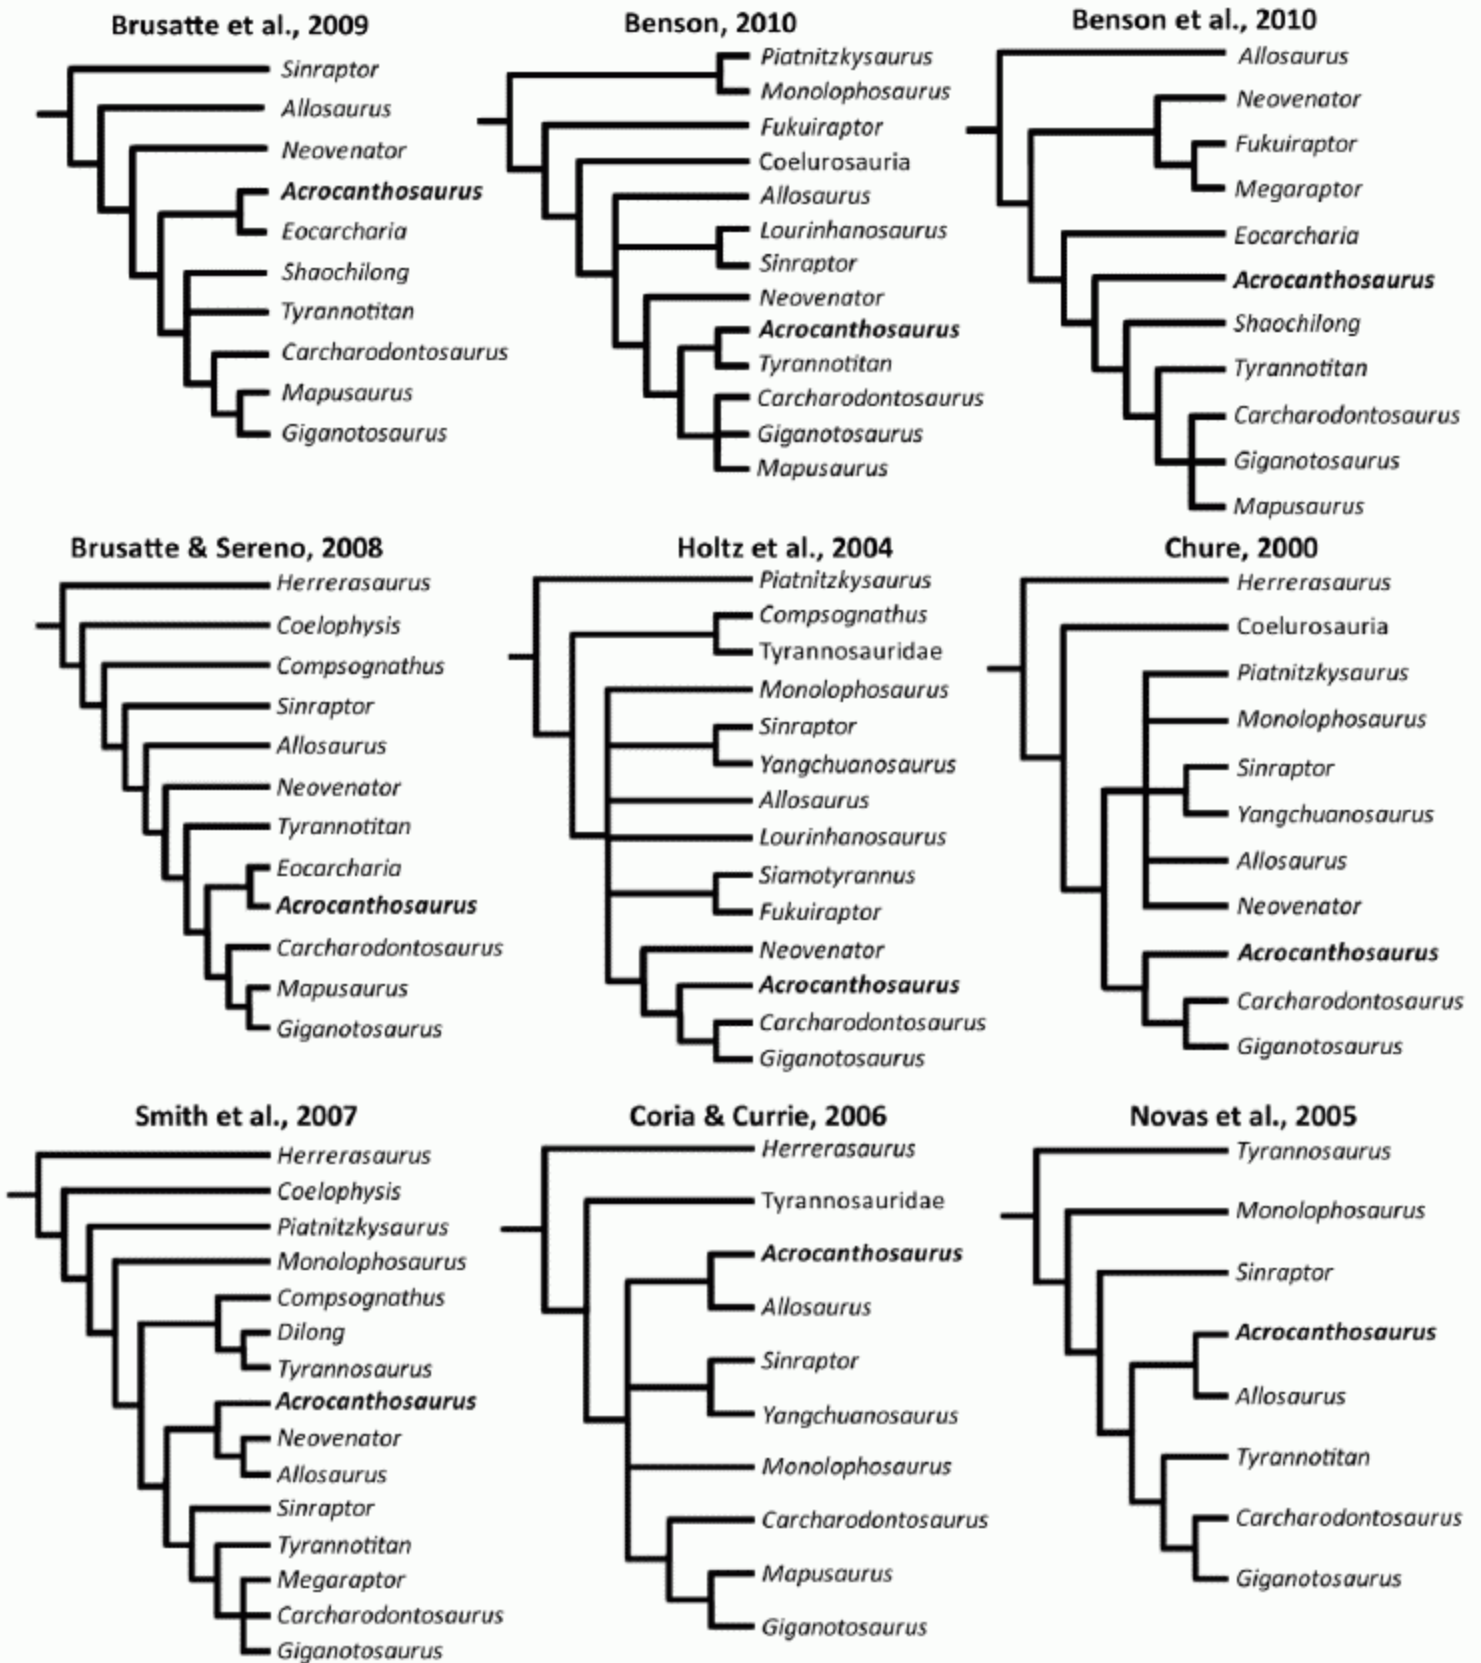 Brusatte et al., 2009
Sinraptor
Allosaurus
Neovenator
Acrocanthosaurus
Eocarcharia
Shaochilong
Tyrannotitan
Carcharodontosaurus
Mapusaurus
Giganotosaurus
Benson, 2010
Piatnitzkysaurus
Monolophosaurus
Fukuiraptor
Coelurosauria
Allosaurus
Lourinhanosaurus
Sinraptor
Neovenator
Acrocanthosaurus
Tyrannotitan
Carcharodontosaurus
Giganotosaurus
Mapusaurus
Benson et al., 2010
Allosaurus
Neovenator
Fukuiraptor
Megaraptor
Eocarcharia
Acrocanthosaurus
Shaochilong
Tyrannotitan
Carcharodontosaurus
Giganotosaurus
Mapusaurus
Brusatte & Sereno, 2008
Herrerasaurus
Coelophysis
Compsognathus
Sinraptor
Allosaurus
Neovenator
Tyrannotitan
Eocarcharia
Acrocanthosaurus
Carcharodontosaurus
Mapusaurus
Giganotosaurus
Holtz et al., 2004
Piatnitzkysaurus
Compsognathus
Tyrannosauridae
Monolophosaurus
Sinraptor
Yangchuanosaurus
Allosaurus
Lourinhanosaurus
Siamotyrannus
Fukuiraptor
Neovenator
Acrocanthosaurus
Carcharodontosaurus
Giganotosaurus
Chure, 2000
Herrerasaurus
Coelurosauria
Piatnitzkysaurus
Monolophosaurus
Sinraptor
Yangchuanosaurus
Allosaurus
Neovenator
Acrocanthosaurus
Carcharodontosaurus
Giganotosaurus
Smith et al., 2007
Herrerasaurus
Coelophysis
Piatnitzkysaurus
Monolophosaurus
Compsognathus
Dilong
Tyrannosaurus
Acrocanthosaurus
Neovenator
Allosaurus
Sinraptor
Tyrannotitan
Megaraptor
Carcharodontosaurus
Giganotosaurus
Coria & Currie, 2006
Herrerasaurus
Tyrannosauridae
Acrocanthosaurus
Allosaurus
Sinraptor
Yangchuanosaurus
Monolophosaurus
Carcharodontosaurus
Mapusaurus
Giganotosaurus
Novas et al., 2005
Tyrannosaurus
Monolophosaurus
Sinraptor
Acrocanthosaurus
Allosaurus
Tyrannotitan
Carcharodontosaurus
Giganotosaurus